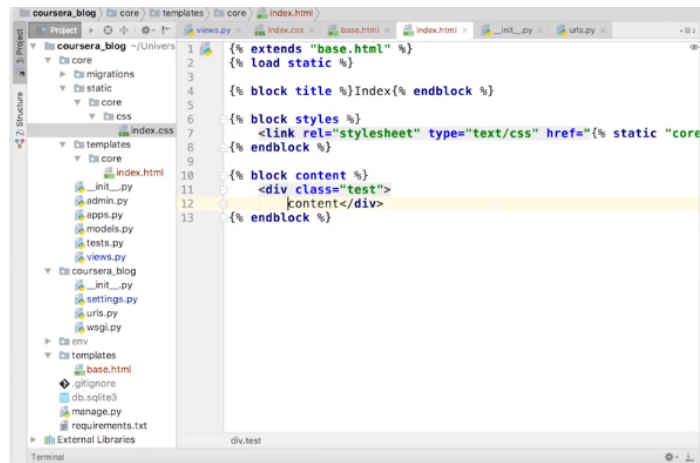 coursera_blog core templates core index.html
Project views.py index.css base.html index.html __init__.py urls.py
1: Project
Z: Structure
coursera_blog ~/Univers
core
migrations
static
core
css
index.css
templates
core
index.html
__init__.py
admin.py
apps.py
models.py
tests.py
views.py
coursera_blog
__init__.py
settings.py
urls.py
wsgi.py
env
templates
base.html
.gitignore
db.sqlite3
manage.py
requirements.txt
External Libraries
1 {% extends "base.html" %}
2 {% load static %}
3
4 {% block title %}Index{% endblock %}
5
6 {% block styles %}
7 <link rel="stylesheet" type="text/css" href="{% static "core
8 {% endblock %}
9
10 {% block content %}
11 <div class="test">
12 content</div>
13 {% endblock %}
div.test
Terminal